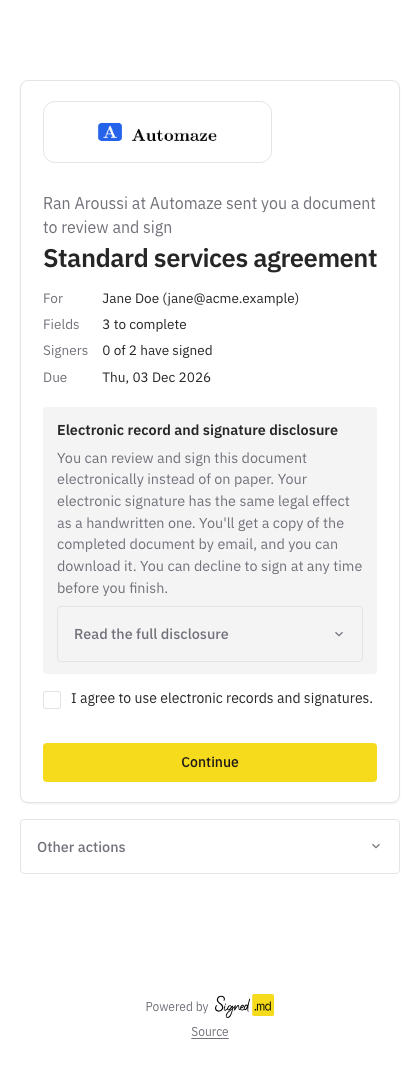 A Automaze
Ran Aroussi at Automaze sent you a document
to review and sign
Standard services agreement
For Jane Doe (jane@acme.example)
Fields 3 to complete
Signers 0 of 2 have signed
Due Thu, 03 Dec 2026
Electronic record and signature disclosure
You can review and sign this document
electronically instead of on paper. Your
electronic signature has the same legal effect
as a handwritten one. You'll get a copy of the
completed document by email, and you can
download it. You can decline to sign at any time
before you finish.
Read the full disclosure
I agree to use electronic records and signatures.
Continue
Other actions
Powered by Signed .md
Source